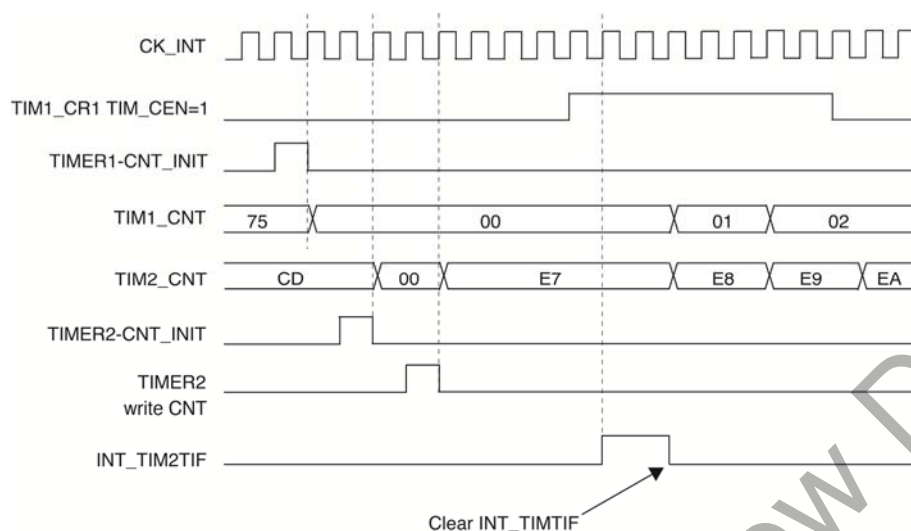 CK_INT
TIM1_CR1 TIM_CEN=1
TIMER1-CNT_INIT
TIM1_CNT 75 00 01 02
TIM2_CNT CD 00 E7 E8 E9 EA
TIMER2-CNT_INIT
TIMER2
write CNT
INT_TIM2TIF
Clear INT_TIMTIF
w D